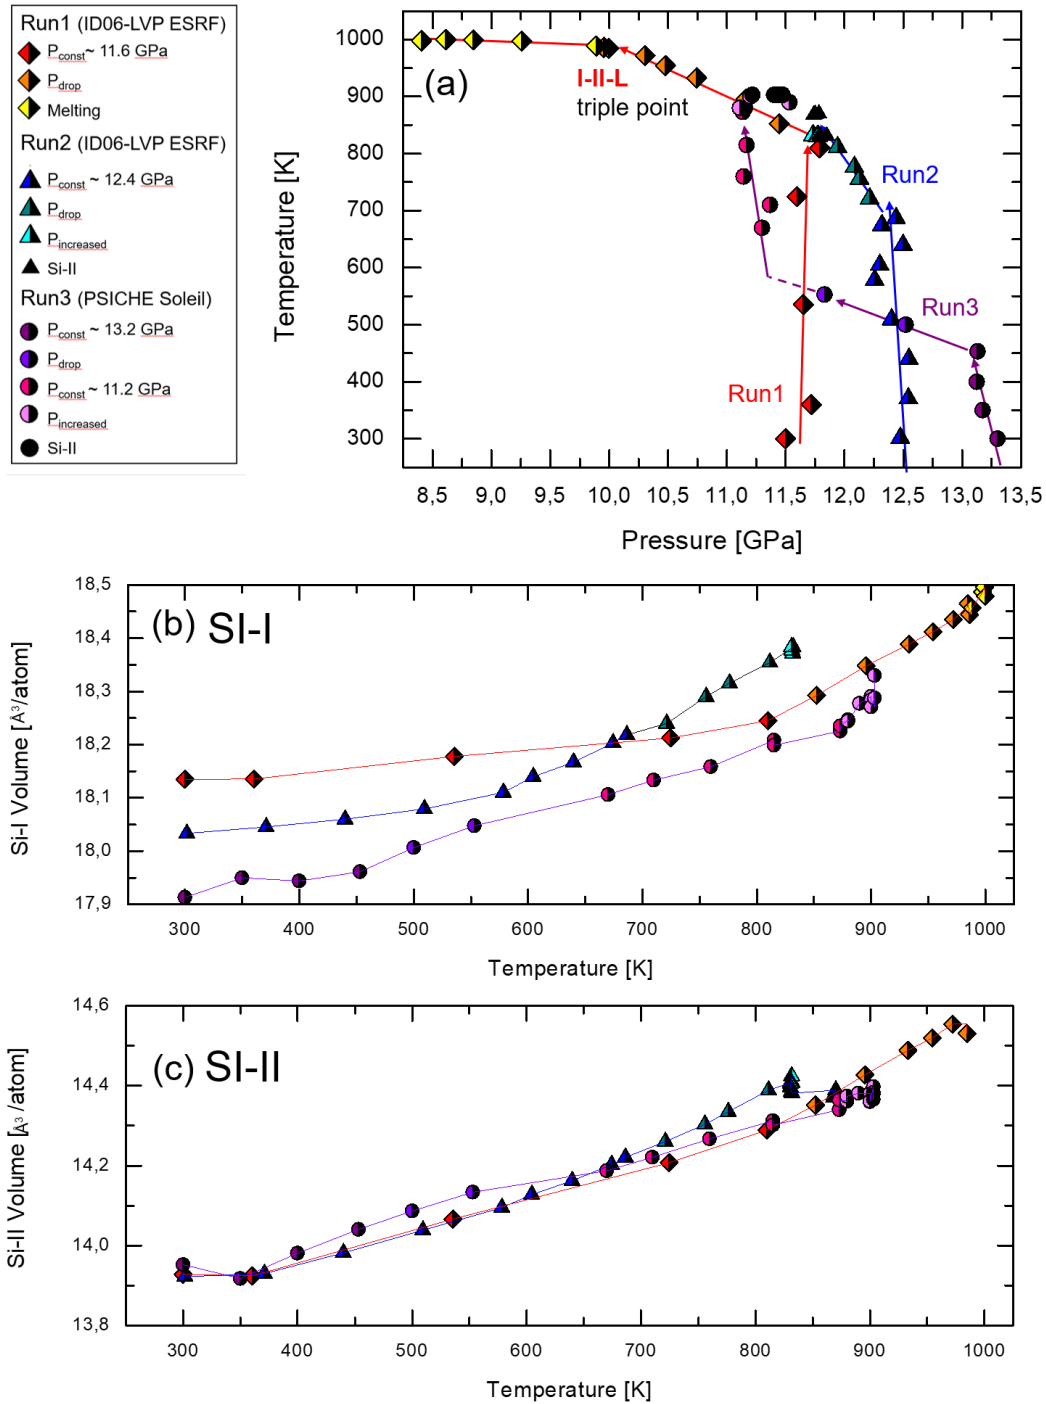 Run1 (ID06-LVP ESRF)
Pconst~ 11.6 GPa
Pdrop
Melting
Run2 (ID06-LVP ESRF)
Pconst ~ 12.4 GPa
Pdrop
Pincreased
Si-II
Run3 (PSICHE Soleil)
Pconst ~ 13.2 GPa
Pdrop
Pconst ~ 11.2 GPa
Pincreased
Si-II
(a)
I-II-L
triple point
Run1
Run2
Run3
Temperature [K]
1000
900
800
700
600
500
400
300
8,5 9,0 9,5 10,0 10,5 11,0 11,5 12,0 12,5 13,0 13,5
Pressure [GPa]
(b) SI-I
Si-I Volume [Å³/atom]
18,5
18,4
18,3
18,2
18,1
18,0
17,9
300 400 500 600 700 800 900 1000
Temperature [K]
(c) SI-II
Si-II Volume [Å³/atom]
14,6
14,4
14,2
14,0
13,8
300 400 500 600 700 800 900 1000
Temperature [K]